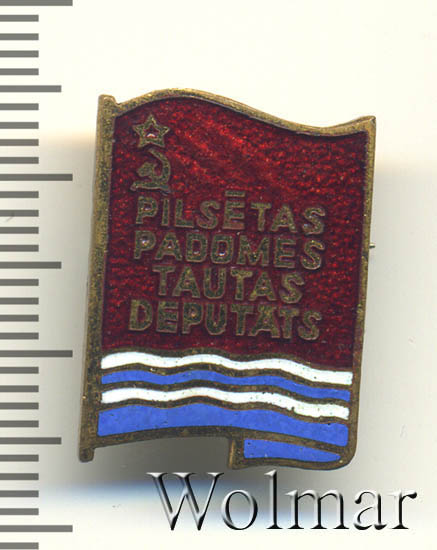 PILSĒTAS
PADOMES
TAUTAS
DEPUTĀTS
Wolmar